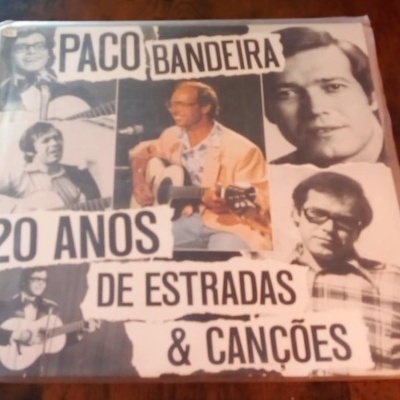 PACO BANDEIRA
20 ANOS
DE ESTRADAS
& CANÇÕES